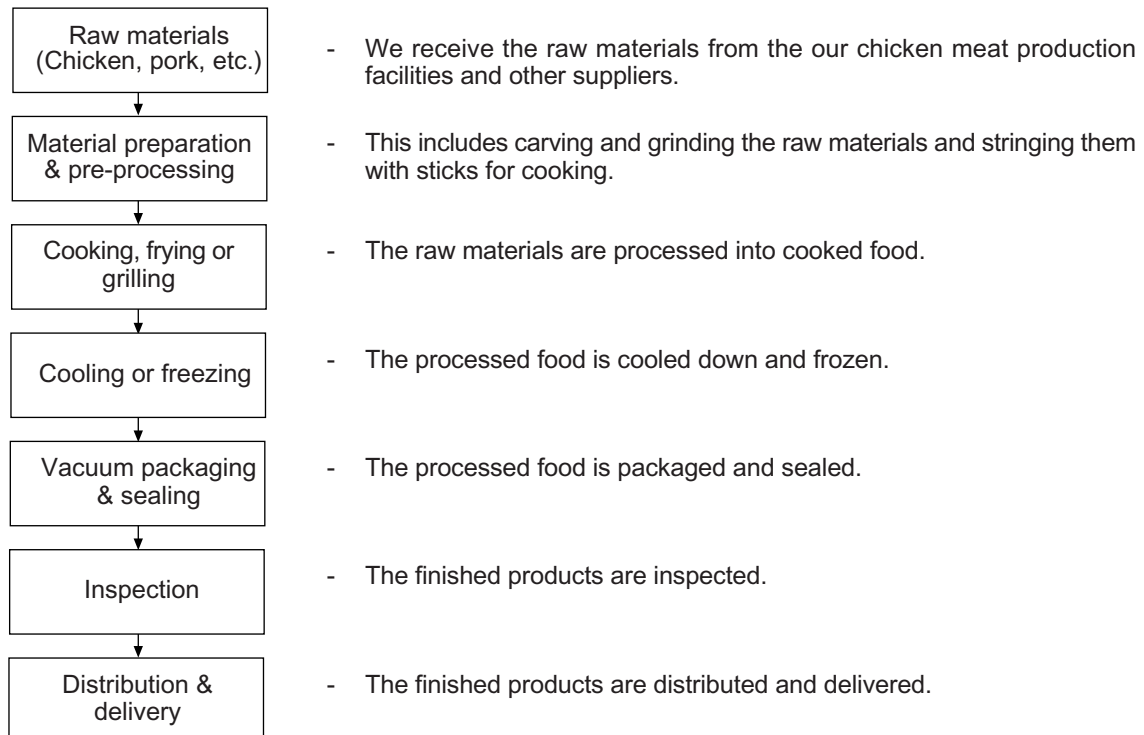 Raw materials
(Chicken, pork, etc.)
- We receive the raw materials from the our chicken meat production
facilities and other suppliers.
Material preparation
& pre-processing
- This includes carving and grinding the raw materials and stringing them
with sticks for cooking.
Cooking, frying or
grilling
- The raw materials are processed into cooked food.
Cooling or freezing
- The processed food is cooled down and frozen.
Vacuum packaging
& sealing
- The processed food is packaged and sealed.
Inspection
- The finished products are inspected.
Distribution &
delivery
- The finished products are distributed and delivered.